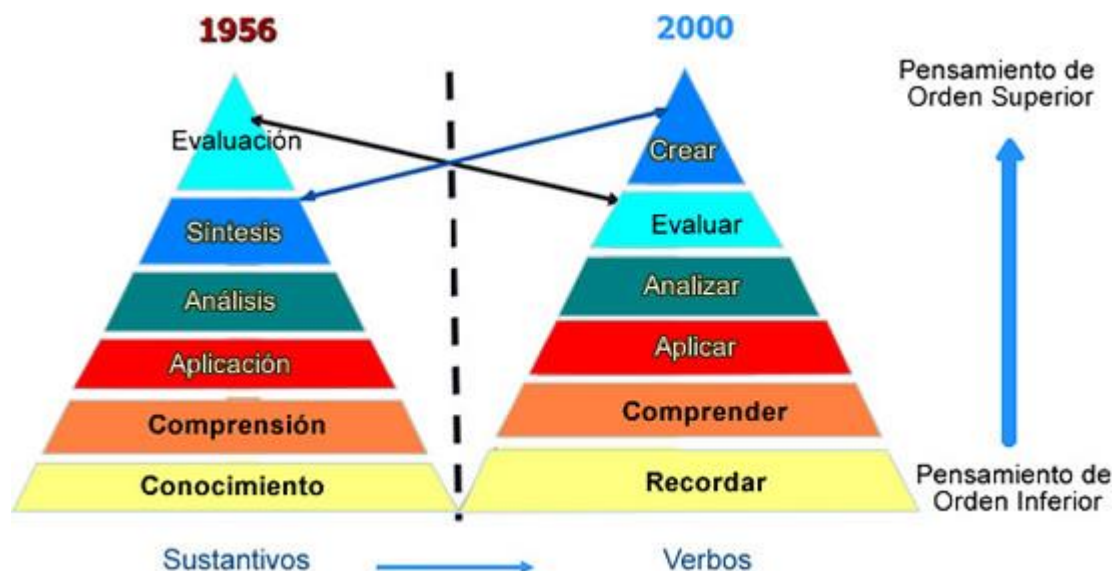 1956
Evaluación
Síntesis
Análisis
Aplicación
Comprensión
Conocimiento
Sustantivos
2000
Crear
Evaluar
Analizar
Aplicar
Comprender
Recordar
Verbos
Pensamiento de
Orden Superior
Pensamiento de
Orden Inferior